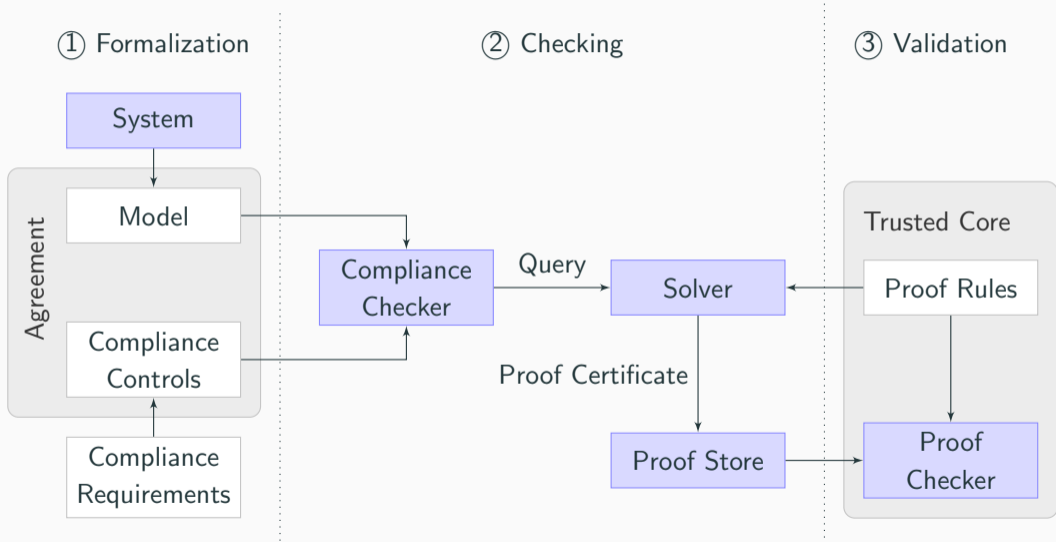 ① Formalization
② Checking
③ Validation
System
Agreement
Model
Compliance
Controls
Compliance
Requirements
Compliance
Checker
Query
Solver
Proof Certificate
Proof Store
Trusted Core
Proof Rules
Proof
Checker